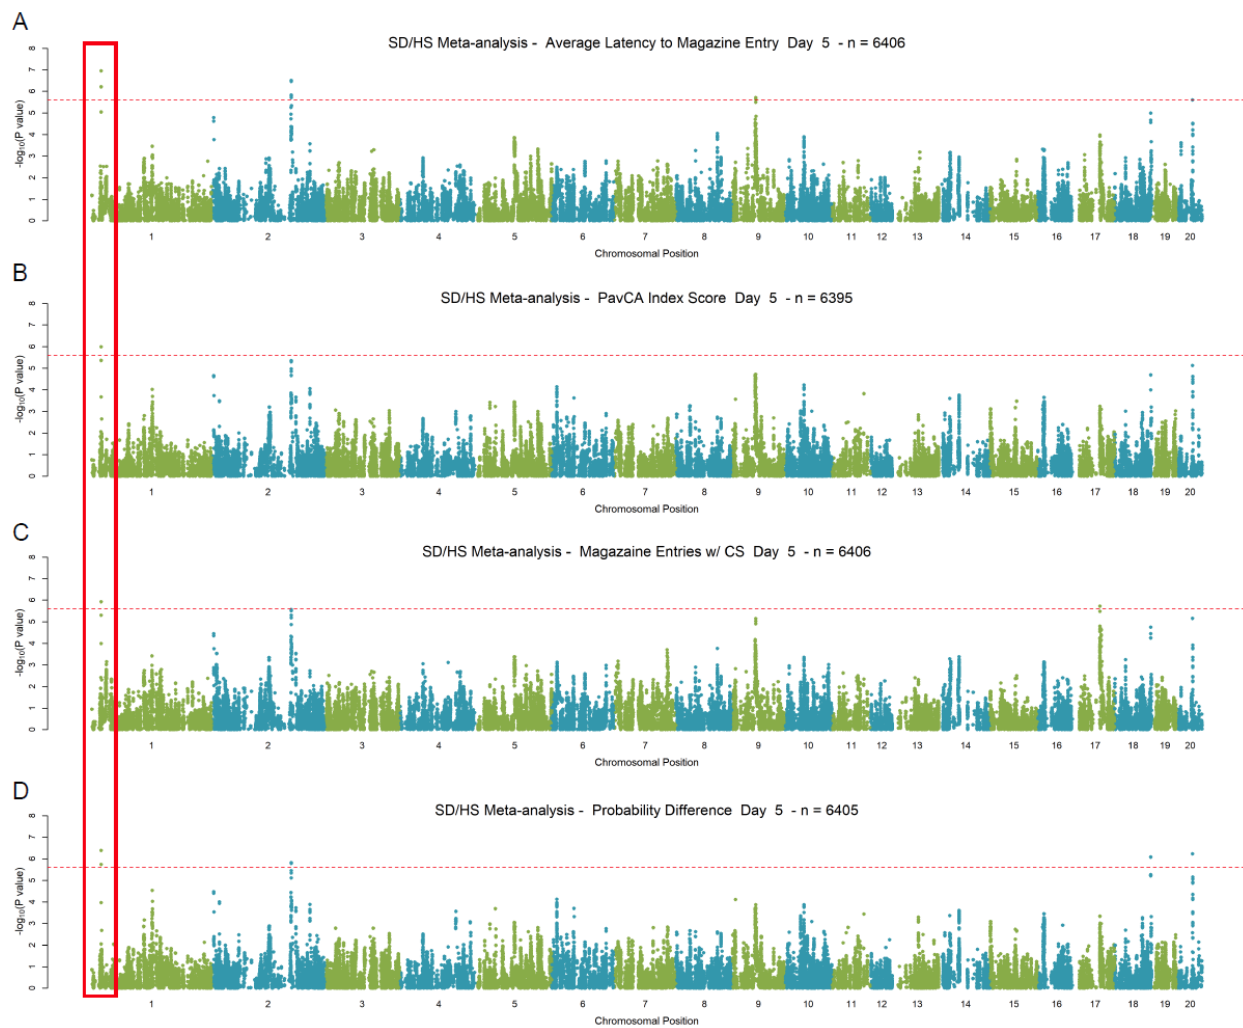 A
SD/HS Meta-analysis - Average Latency to Magazine Entry Day 5 - n = 6406
-log10(P value)
8
7
6
5
4
3
2
1
0
1 2 3 4 5 6 7 8 9 10 11 12 13 14 15 16 17 18 19 20
Chromosomal Position
B
SD/HS Meta-analysis - PavCA Index Score Day 5 - n = 6395
-log10(P value)
8
7
6
5
4
3
2
1
0
1 2 3 4 5 6 7 8 9 10 11 12 13 14 15 16 17 18 19 20
Chromosomal Position
C
SD/HS Meta-analysis - Magazaine Entries w/ CS Day 5 - n = 6406
-log10(P value)
8
7
6
5
4
3
2
1
0
1 2 3 4 5 6 7 8 9 10 11 12 13 14 15 16 17 18 19 20
Chromosomal Position
D
SD/HS Meta-analysis - Probability Difference Day 5 - n = 6405
-log10(P value)
8
7
6
5
4
3
2
1
0
1 2 3 4 5 6 7 8 9 10 11 12 13 14 15 16 17 18 19 20
Chromosomal Position